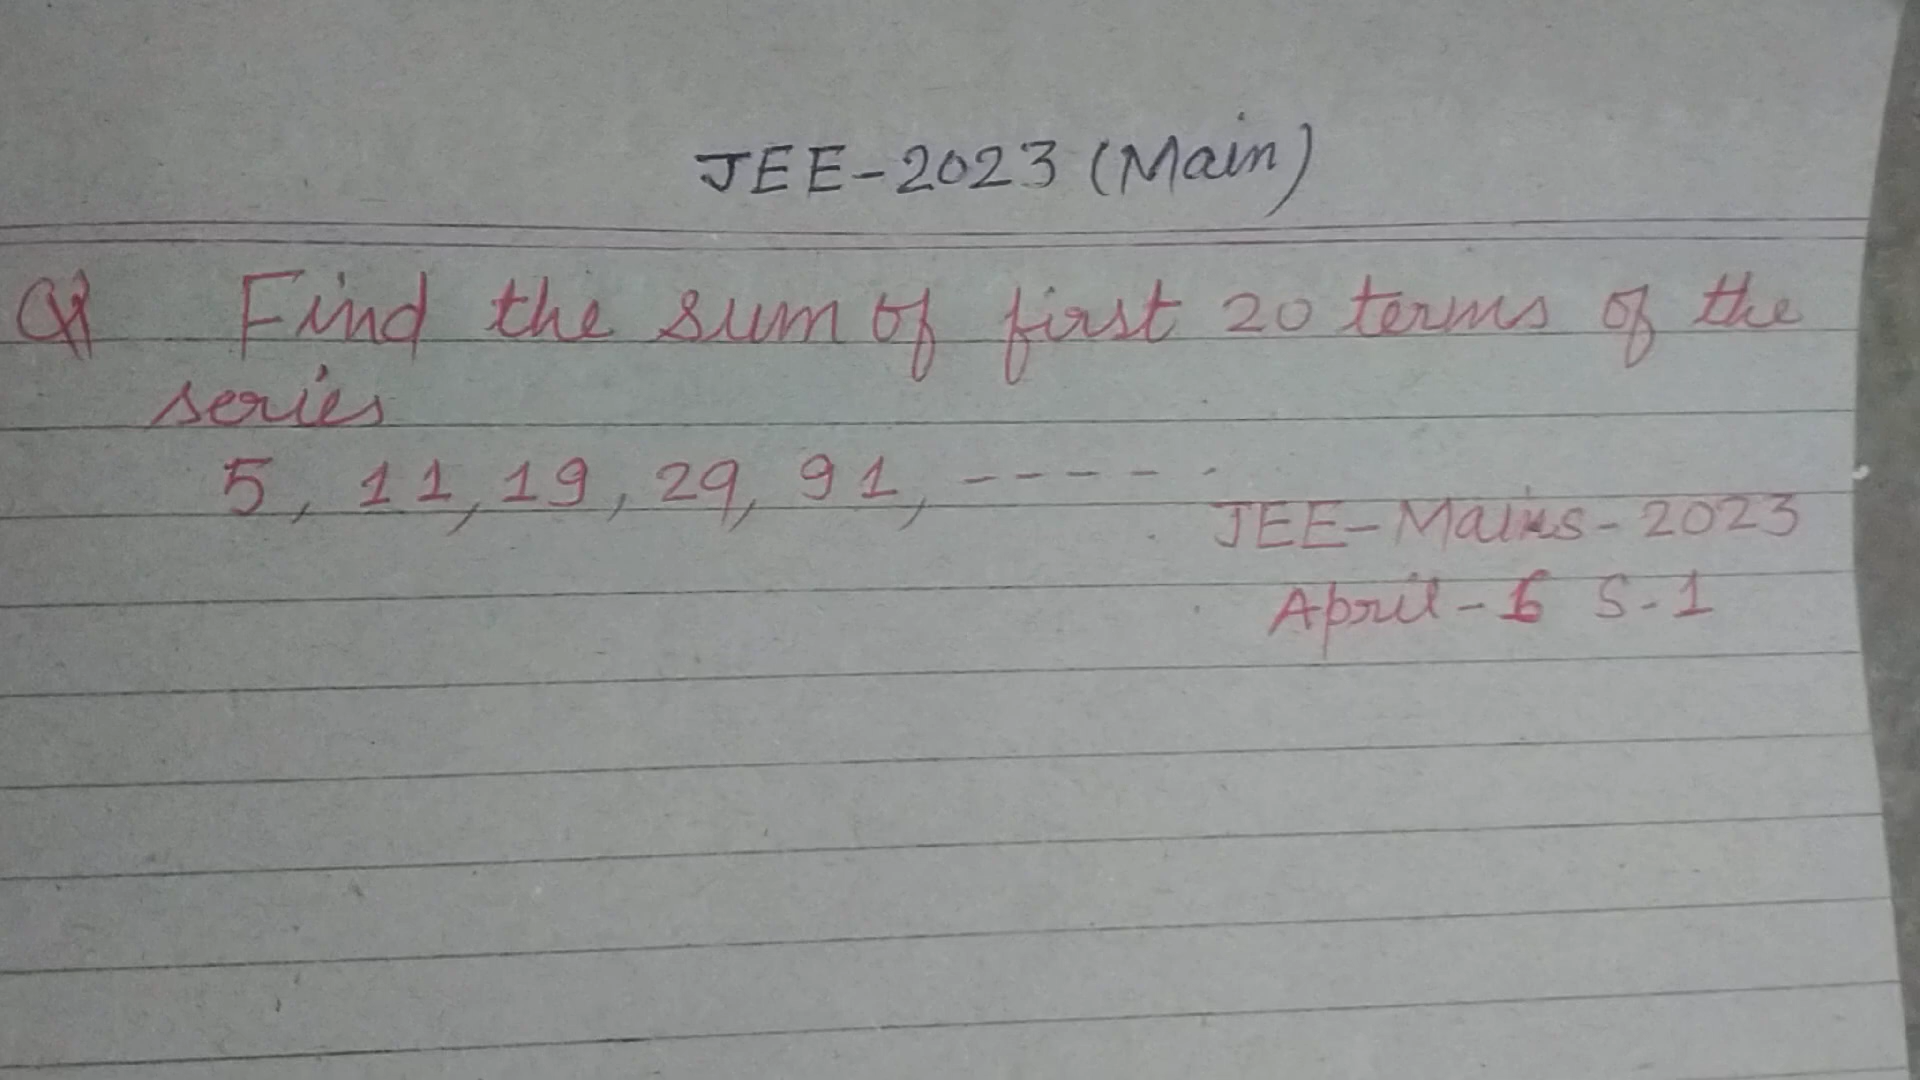 JEE-2023 (Main)
Q Find the sum of first 20 terms of the
series
5, 11, 19, 29, 91, -----
JEE-Mains-2023
April-6 S-1